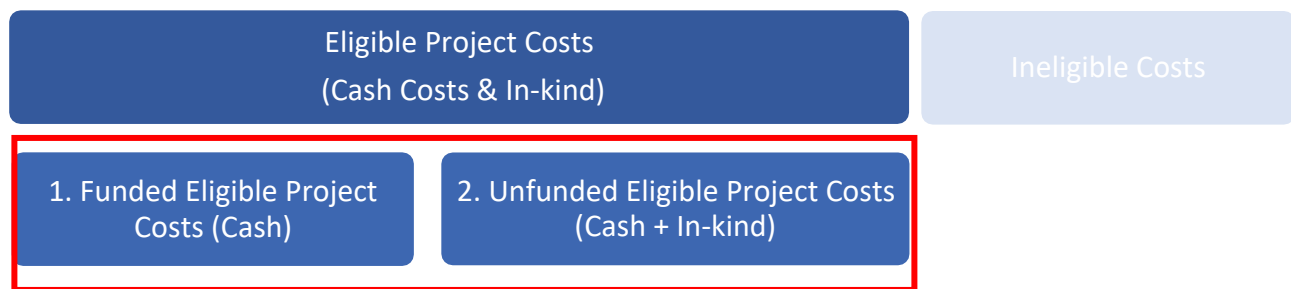 Eligible Project Costs
(Cash Costs & In-kind)
Ineligible Costs
1. Funded Eligible Project
Costs (Cash)
2. Unfunded Eligible Project Costs
(Cash + In-kind)